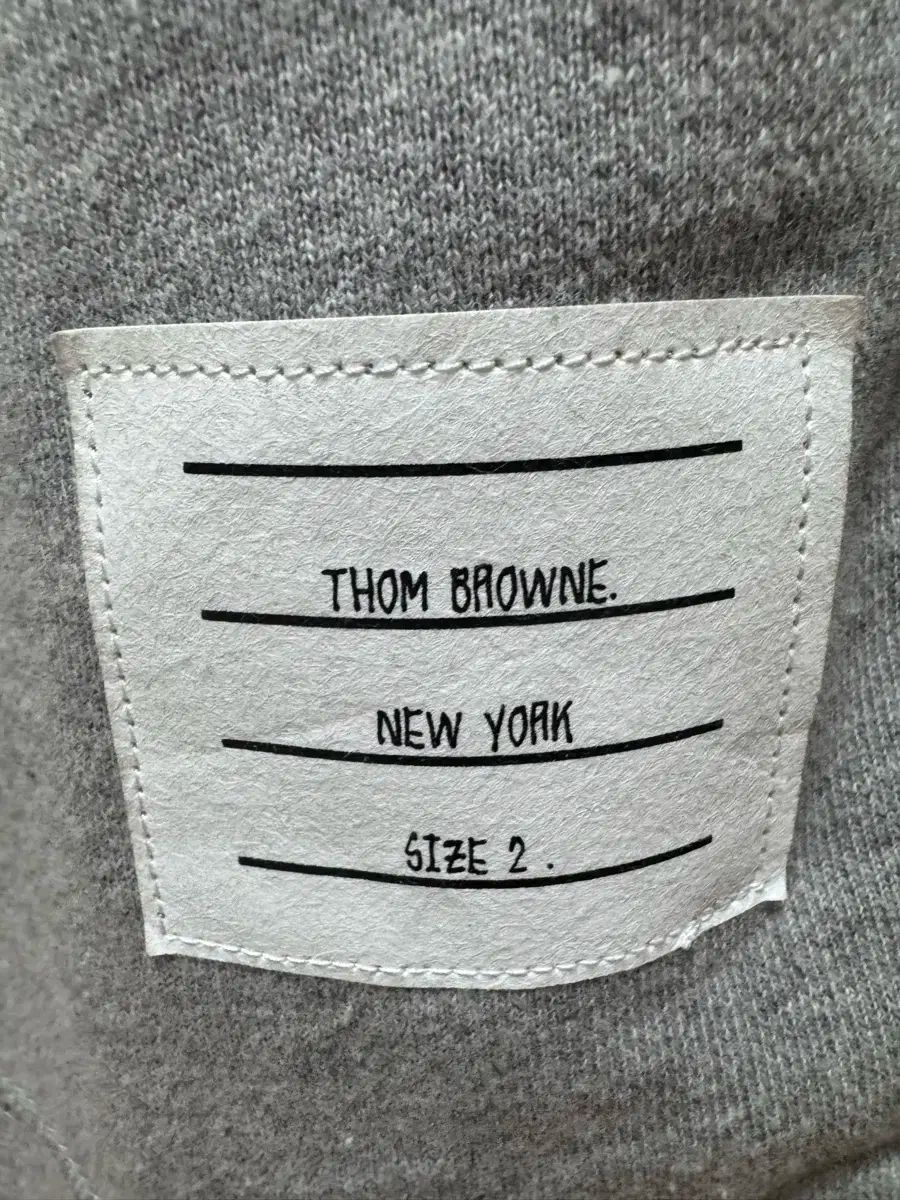 THOM BROWNE.
NEW YORK
SIZE 2 .